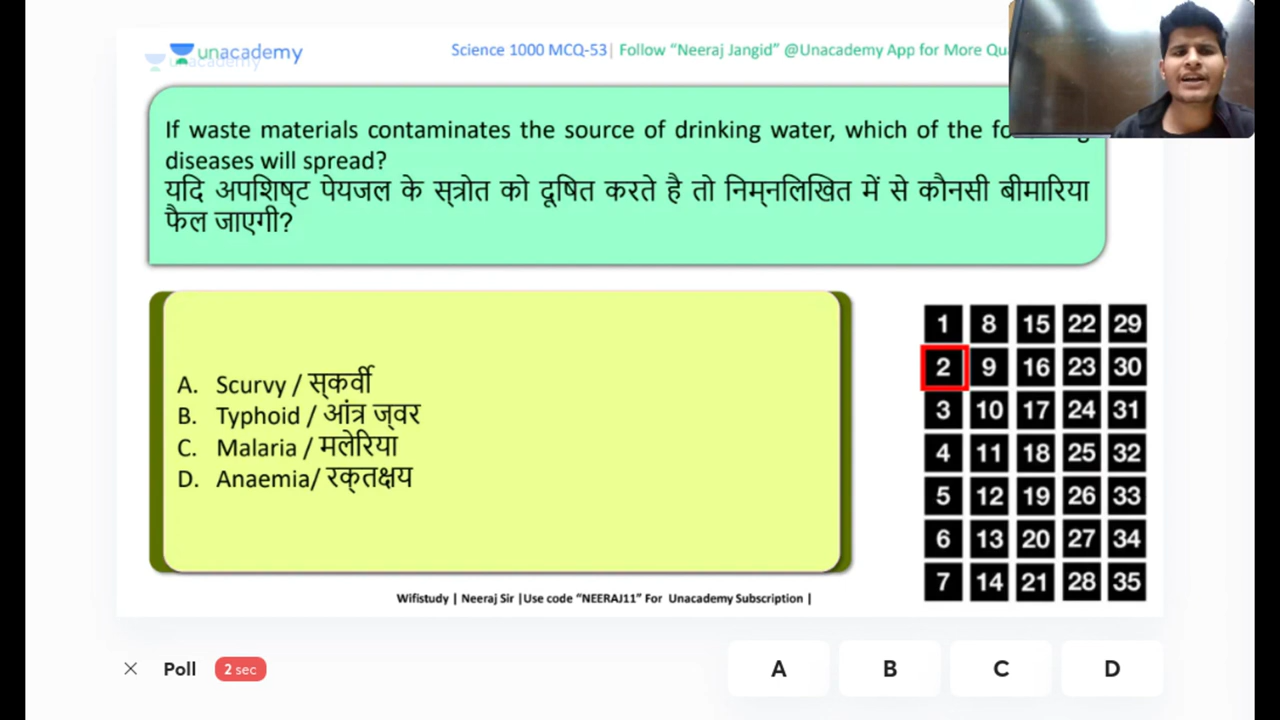 unacademy
Science 1000 MCQ-53| Follow “Neeraj Jangid” @Unacademy App for More
If waste materials contaminates the source of drinking water, which of the
diseases will spread?
यदि अपशिष्ट पेयजल के स्त्रोत को दूषित करते है तो निम्नलिखित में से कौनसी बीमारिया
फैल जाएगी?
A. Scurvy / स्कर्वी
B. Typhoid / आंत्र ज्वर
C. Malaria / मलेरिया
D. Anaemia/ रक्तक्षय
1 8 15 22 29
2 9 16 23 30
3 10 17 24 31
4 11 18 25 32
5 12 19 26 33
6 13 20 27 34
7 14 21 28 35
Wifistudy | Neeraj Sir |Use code “NEERAJ11” For Unacademy Subscription |
Poll 2 sec A B C D